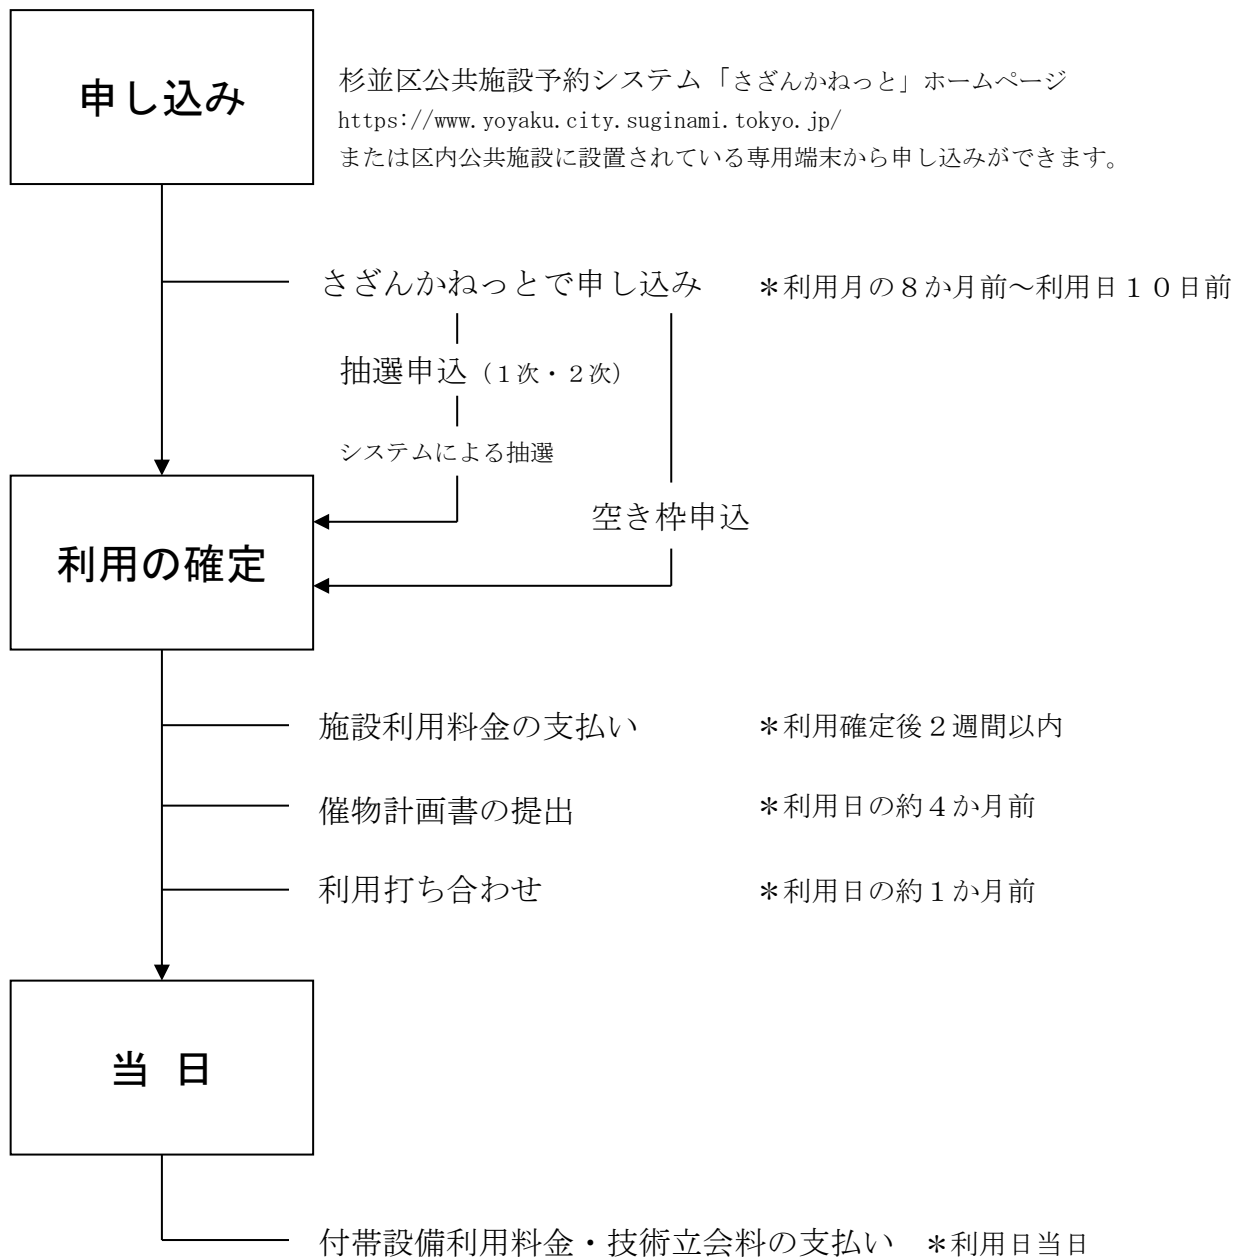 申し込み
杉並区公共施設予約システム「さざんかねっと」ホームページ
https://www.yoyaku.city.suginami.tokyo.jp/
または区内公共施設に設置されている専用端末から申し込みができます。
さざんかねっとで申し込み　＊利用月の８か月前～利用日１０日前
抽選申込（１次・２次）
システムによる抽選
空き枠申込
利用の確定
施設利用料金の支払い　＊利用確定後２週間以内
催物計画書の提出　＊利用日の約４か月前
利用打ち合わせ　＊利用日の約１か月前
当 日
付帯設備利用料金・技術立会料の支払い　＊利用日当日